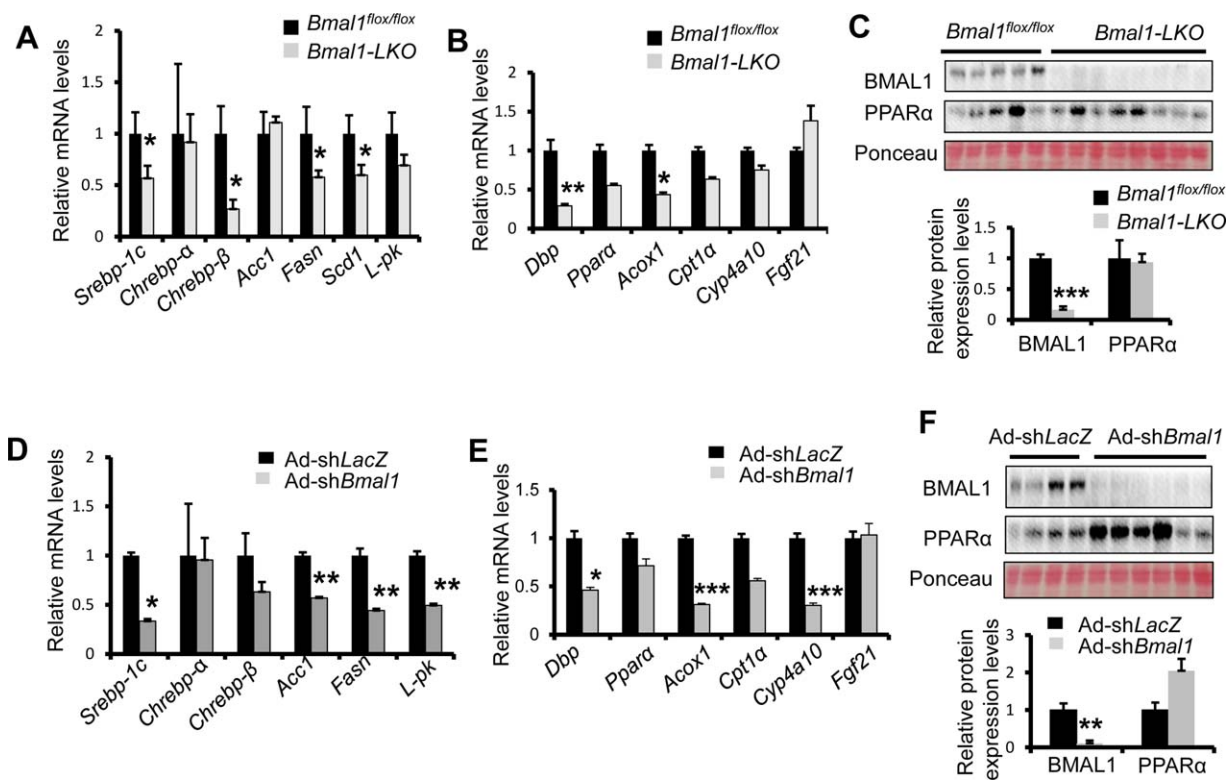 A
Bmal1flox/flox
Bmal1-LKO
Relative mRNA levels
2
1.5
1
0.5
0
*
*
*
*
Srebp-1c
Chrebp-α
Chrebp-β
Acc1
Fasn
Scd1
L-pk
B
Bmal1flox/flox
Bmal1-LKO
Relative mRNA levels
2
1.5
1
0.5
0
**
*
Dbp
Pparα
Acox1
Cpt1α
Cyp4a10
Fgf21
C
Bmal1flox/flox Bmal1-LKO
BMAL1
PPARα
Ponceau
Bmal1flox/flox
Bmal1-LKO
Relative protein
expression levels
1.5
1
0.5
0
***
BMAL1 PPARα
D
Ad-shLacZ
Ad-shBmal1
Relative mRNA levels
2
1.5
1
0.5
0
*
**
**
**
Srebp-1c
Chrebp-α
Chrebp-β
Acc1
Fasn
L-pk
E
Ad-shLacZ
Ad-shBmal1
Relative mRNA levels
2
1.5
1
0.5
0
*
***
***
Dbp
Pparα
Acox1
Cpt1α
Cyp4a10
Fgf21
F
Ad-shLacZ Ad-shBmal1
BMAL1
PPARα
Ponceau
Ad-shLacZ
Ad-shBmal1
Relative protein
expression levels
3
2
1
0
**
BMAL1 PPARα